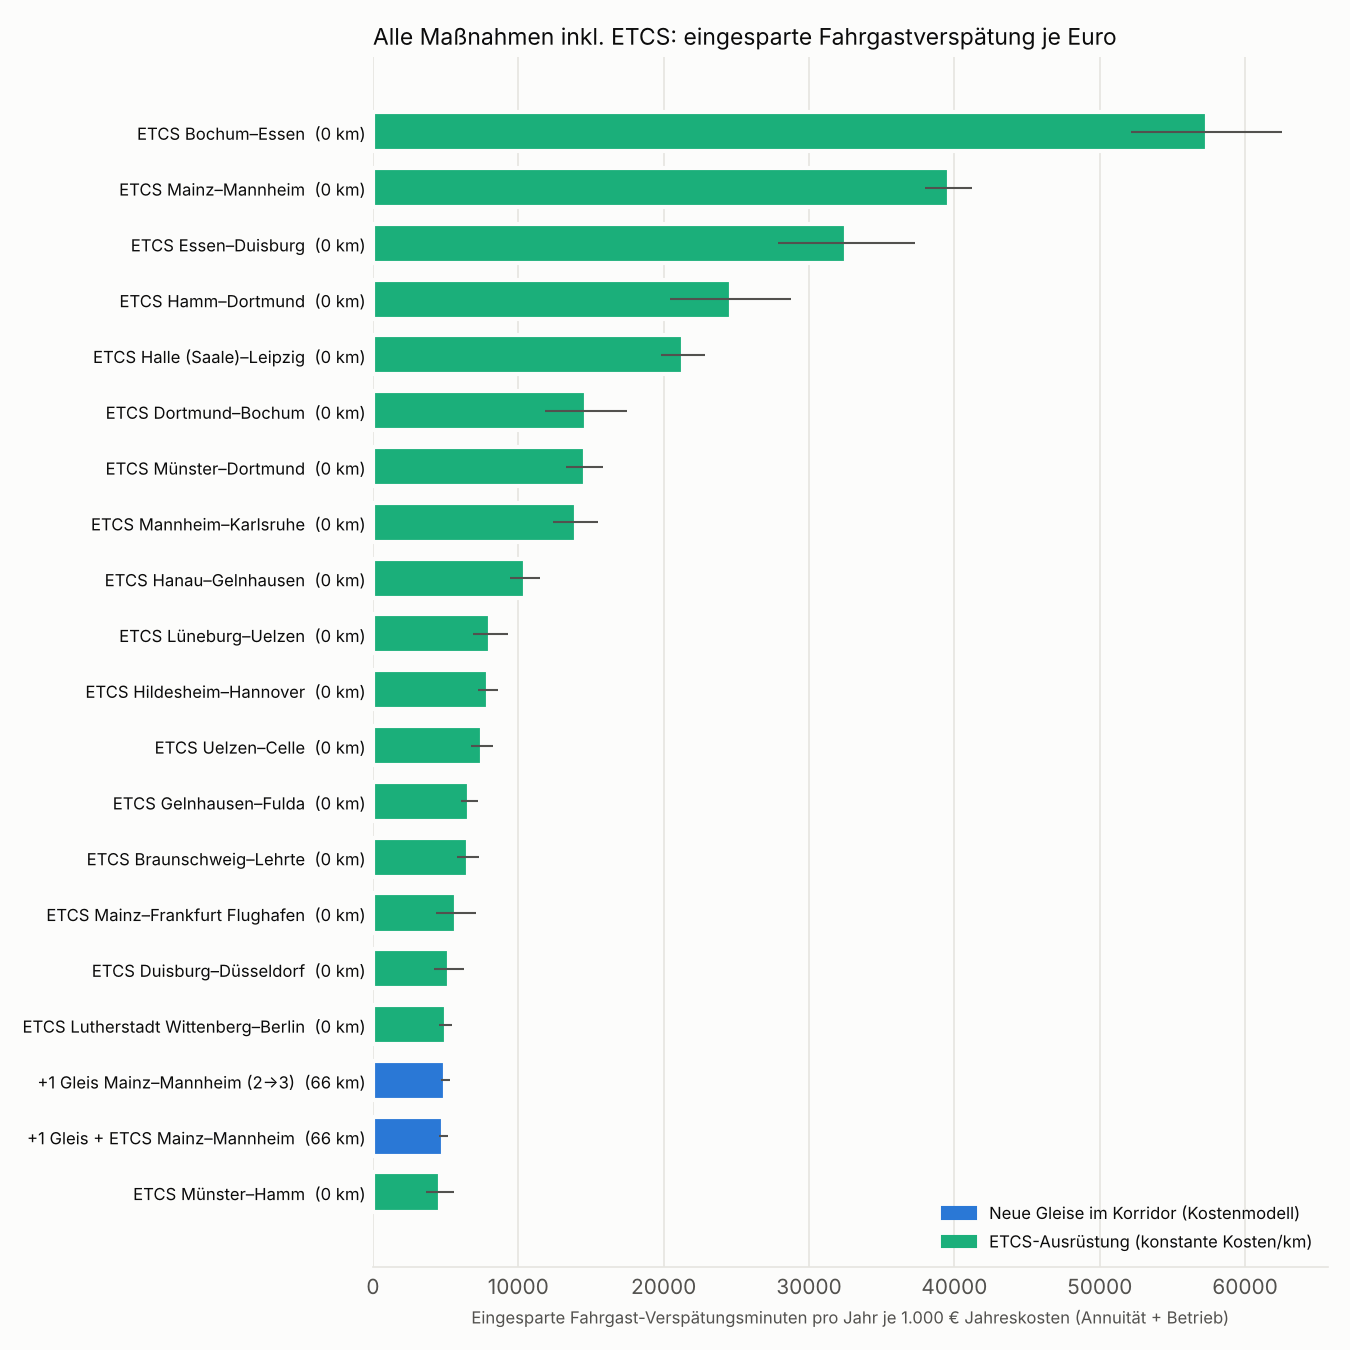 Alle Maßnahmen inkl. ETCS: eingesparte Fahrgastverspätung je Euro
ETCS Bochum–Essen (0 km)
ETCS Mainz–Mannheim (0 km)
ETCS Essen–Duisburg (0 km)
ETCS Hamm–Dortmund (0 km)
ETCS Halle (Saale)–Leipzig (0 km)
ETCS Dortmund–Bochum (0 km)
ETCS Münster–Dortmund (0 km)
ETCS Mannheim–Karlsruhe (0 km)
ETCS Hanau–Gelnhausen (0 km)
ETCS Lüneburg–Uelzen (0 km)
ETCS Hildesheim–Hannover (0 km)
ETCS Uelzen–Celle (0 km)
ETCS Gelnhausen–Fulda (0 km)
ETCS Braunschweig–Lehrte (0 km)
ETCS Mainz–Frankfurt Flughafen (0 km)
ETCS Duisburg–Düsseldorf (0 km)
ETCS Lutherstadt Wittenberg–Berlin (0 km)
+1 Gleis Mainz–Mannheim (2→3) (66 km)
+1 Gleis + ETCS Mainz–Mannheim (66 km)
ETCS Münster–Hamm (0 km)
Neue Gleise im Korridor (Kostenmodell)
ETCS-Ausrüstung (konstante Kosten/km)
0 10000 20000 30000 40000 50000 60000
Eingesparte Fahrgast-Verspätungsminuten pro Jahr je 1.000 € Jahreskosten (Annuität + Betrieb)